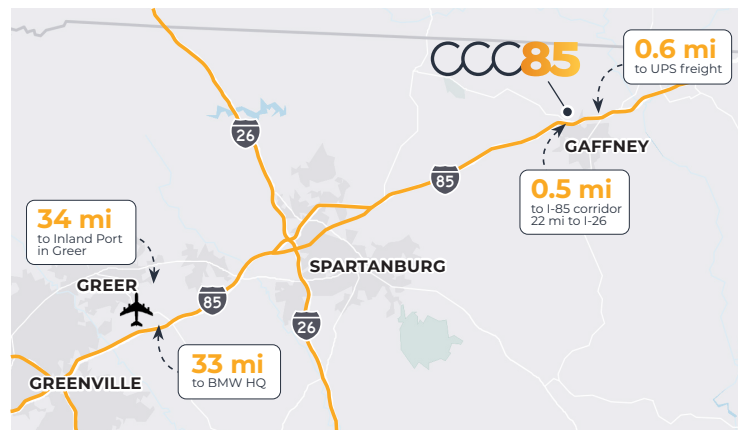 CCC85
0.6 mi
to UPS freight
26
GAFFNEY
85
0.5 mi
to I-85 corridor
22 mi to I-26
34 mi
to Inland Port
in Greer
SPARTANBURG
GREER
85
26
33 mi
to BMW HQ
GREENVILLE